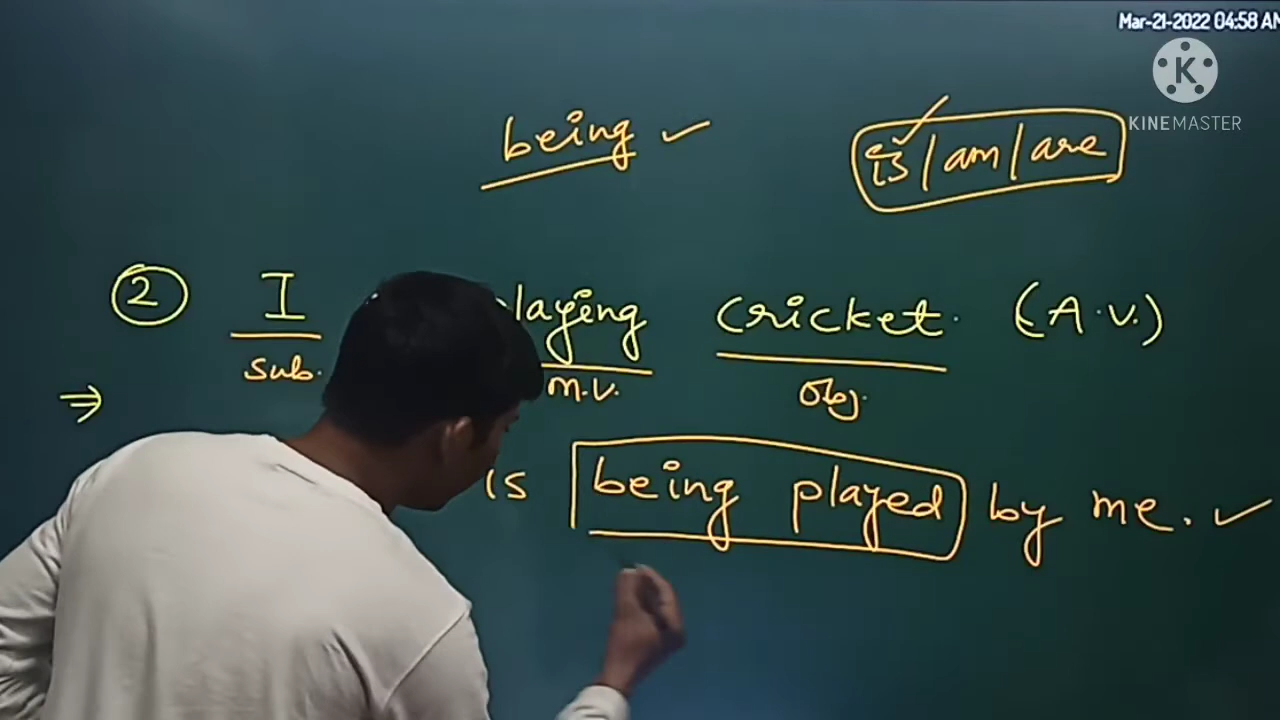 Mar-21-2022 04:58 AM
KINEMASTER
being ✓ is/am/are
② I laying cricket. (A.V.)
sub. m.v. obj.
⇒ is being played by me. ✓